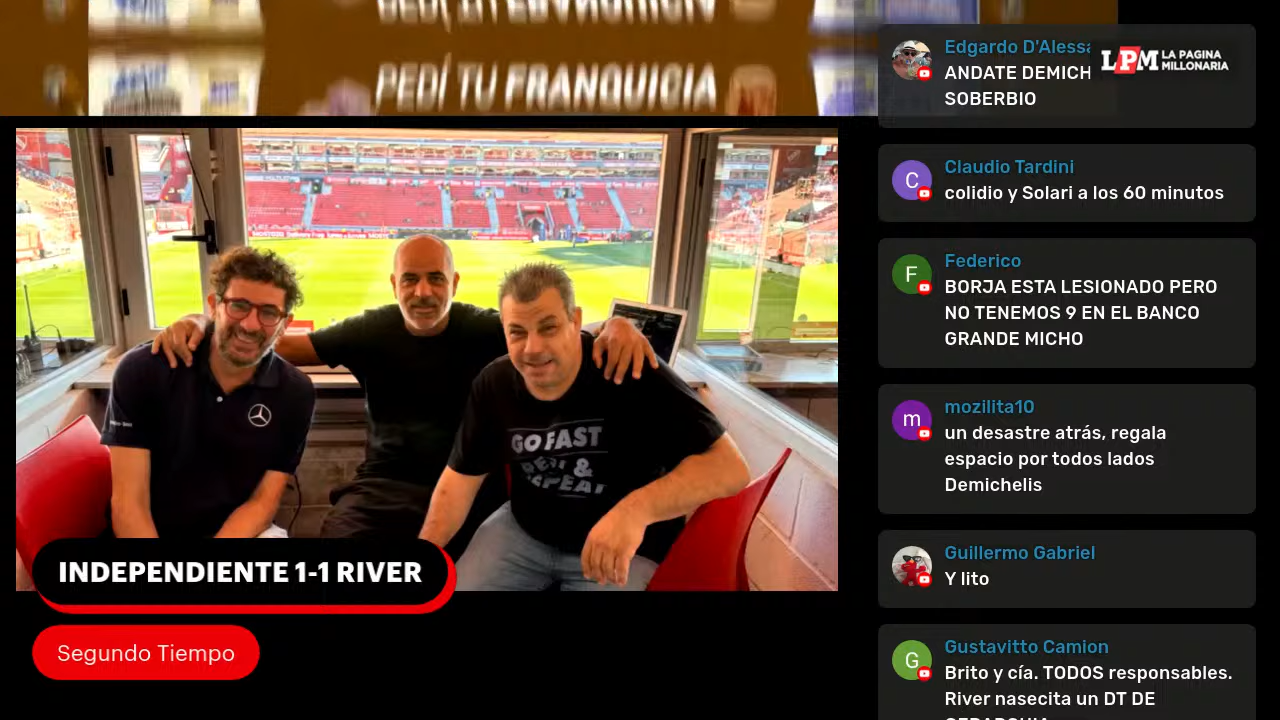 PEDÍ TU FRANQUICIA
GO FAST
INDEPENDIENTE 1-1 RIVER
Segundo Tiempo
LPM LA PAGINA
MILLONARIA
Edgardo D'Alessa
ANDATE DEMICH
SOBERBIO
C
Claudio Tardini
colidio y Solari a los 60 minutos
F
Federico
BORJA ESTA LESIONADO PERO
NO TENEMOS 9 EN EL BANCO
GRANDE MICHO
m
mozilita10
un desastre atrás, regala
espacio por todos lados
Demichelis
Guillermo Gabriel
Y lito
G
Gustavitto Camion
Brito y cía. TODOS responsables.
River nasecita un DT DE